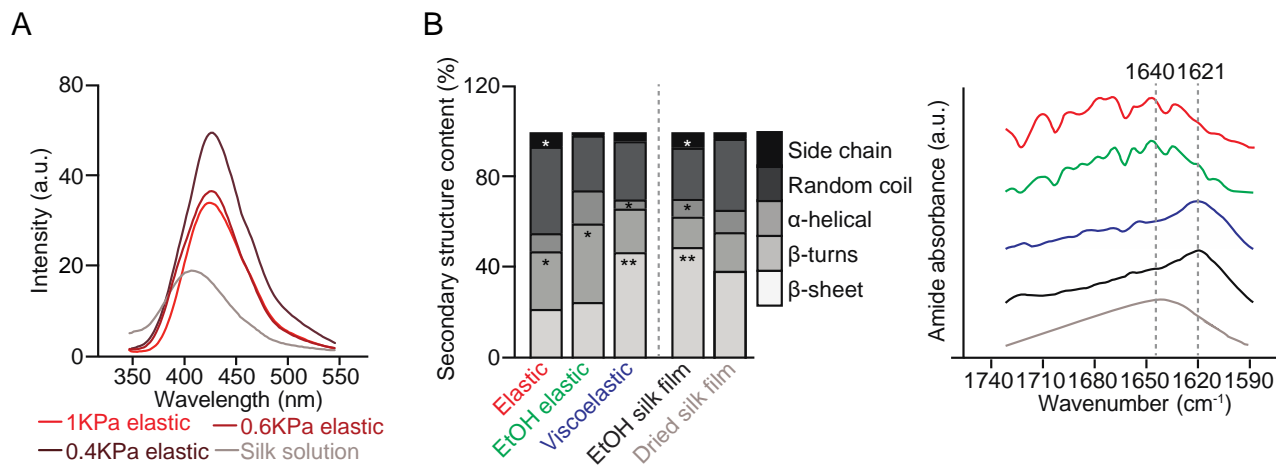 A
80
40
20
0
Intensity (a.u.)
350 400 450 500 550
Wavelength (nm)
1KPa elastic
0.6KPa elastic
0.4KPa elastic
Silk solution
B
120
80
40
0
Secondary structure content (%)
*
*
*
*
**
*
*
**
Elastic
EtOH elastic
Viscoelastic
EtOH silk film
Dried silk film
Side chain
Random coil
α-helical
β-turns
β-sheet
1640 1621
Amide absorbance (a.u.)
1740 1710 1680 1650 1620 1590
Wavenumber (cm⁻¹)